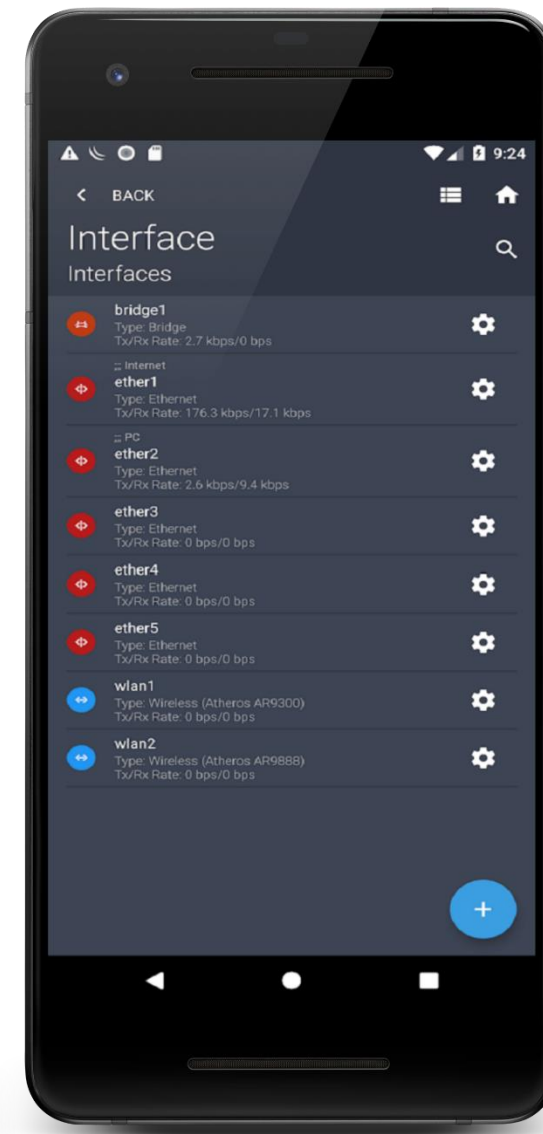 9:24
BACK
Interface
Interfaces
bridge1
Type: Bridge
Tx/Rx Rate: 2.7 kbps/0 bps
;;; Internet
ether1
Type: Ethernet
Tx/Rx Rate: 176.3 kbps/17.1 kbps
;;; PC
ether2
Type: Ethernet
Tx/Rx Rate: 2.6 kbps/9.4 kbps
ether3
Type: Ethernet
Tx/Rx Rate: 0 bps/0 bps
ether4
Type: Ethernet
Tx/Rx Rate: 0 bps/0 bps
ether5
Type: Ethernet
Tx/Rx Rate: 0 bps/0 bps
wlan1
Type: Wireless (Atheros AR9300)
Tx/Rx Rate: 0 bps/0 bps
wlan2
Type: Wireless (Atheros AR9888)
Tx/Rx Rate: 0 bps/0 bps